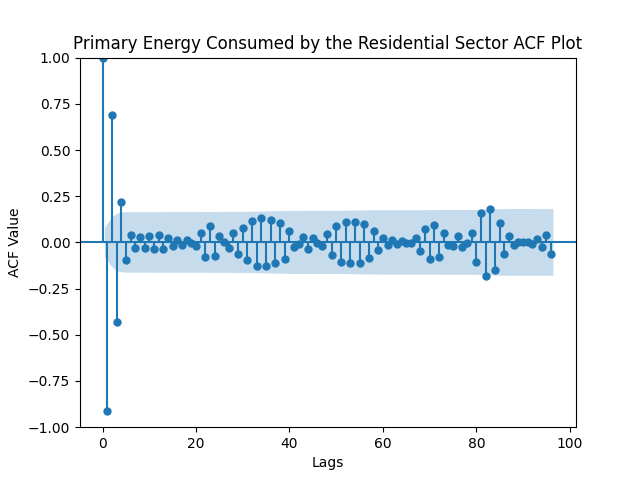 Primary Energy Consumed by the Residential Sector ACF Plot
1.00
0.75
0.50
0.25
0.00
−0.25
−0.50
−0.75
−1.00
ACF Value
0 20 40 60 80 100
Lags